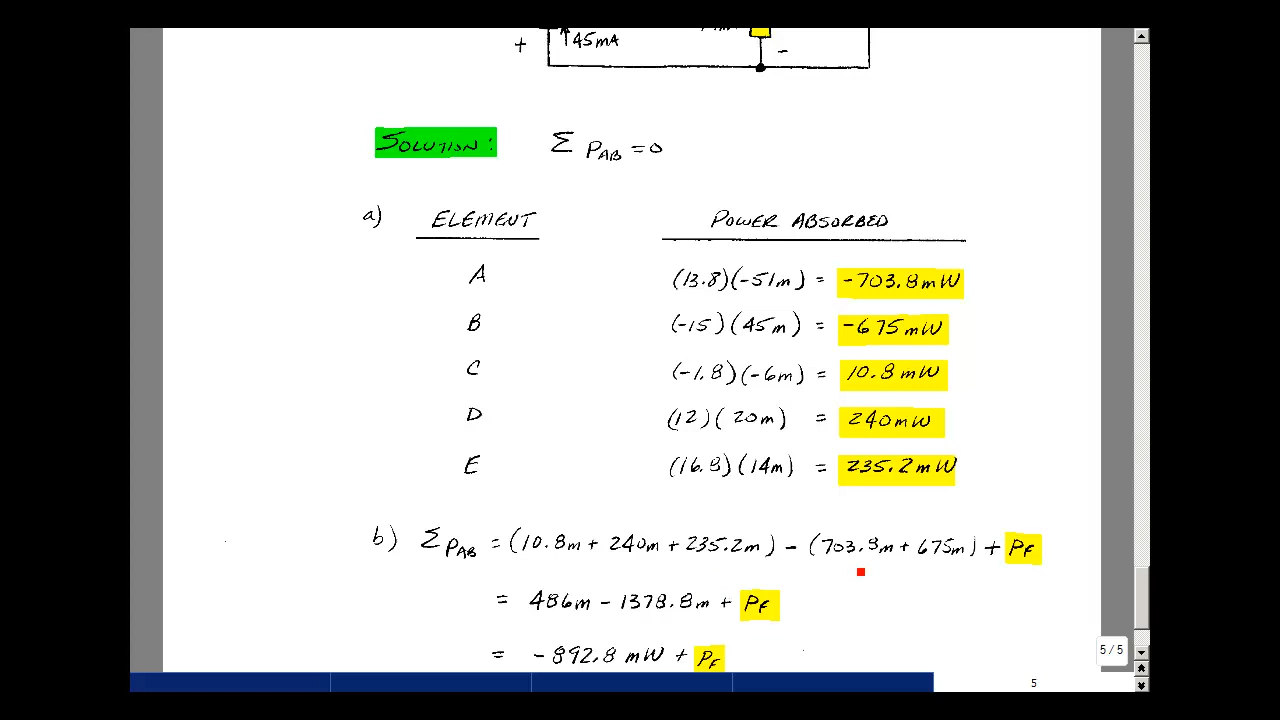 + ↑45mA -
SOLUTION: Σ P_AB = 0
a) ELEMENT POWER ABSORBED
A (13.8)(-51m) = -703.8mW
B (-15)(45m) = -675mW
C (-1.8)(-6m) = 10.8mW
D (12)(20m) = 240mW
E (16.8)(14m) = 235.2mW
b) Σ P_AB = (10.8m + 240m + 235.2m) - (703.8m + 675m) + P_F
= 486m - 1378.8m + P_F
= -892.8 mW + P_F
5/5
5